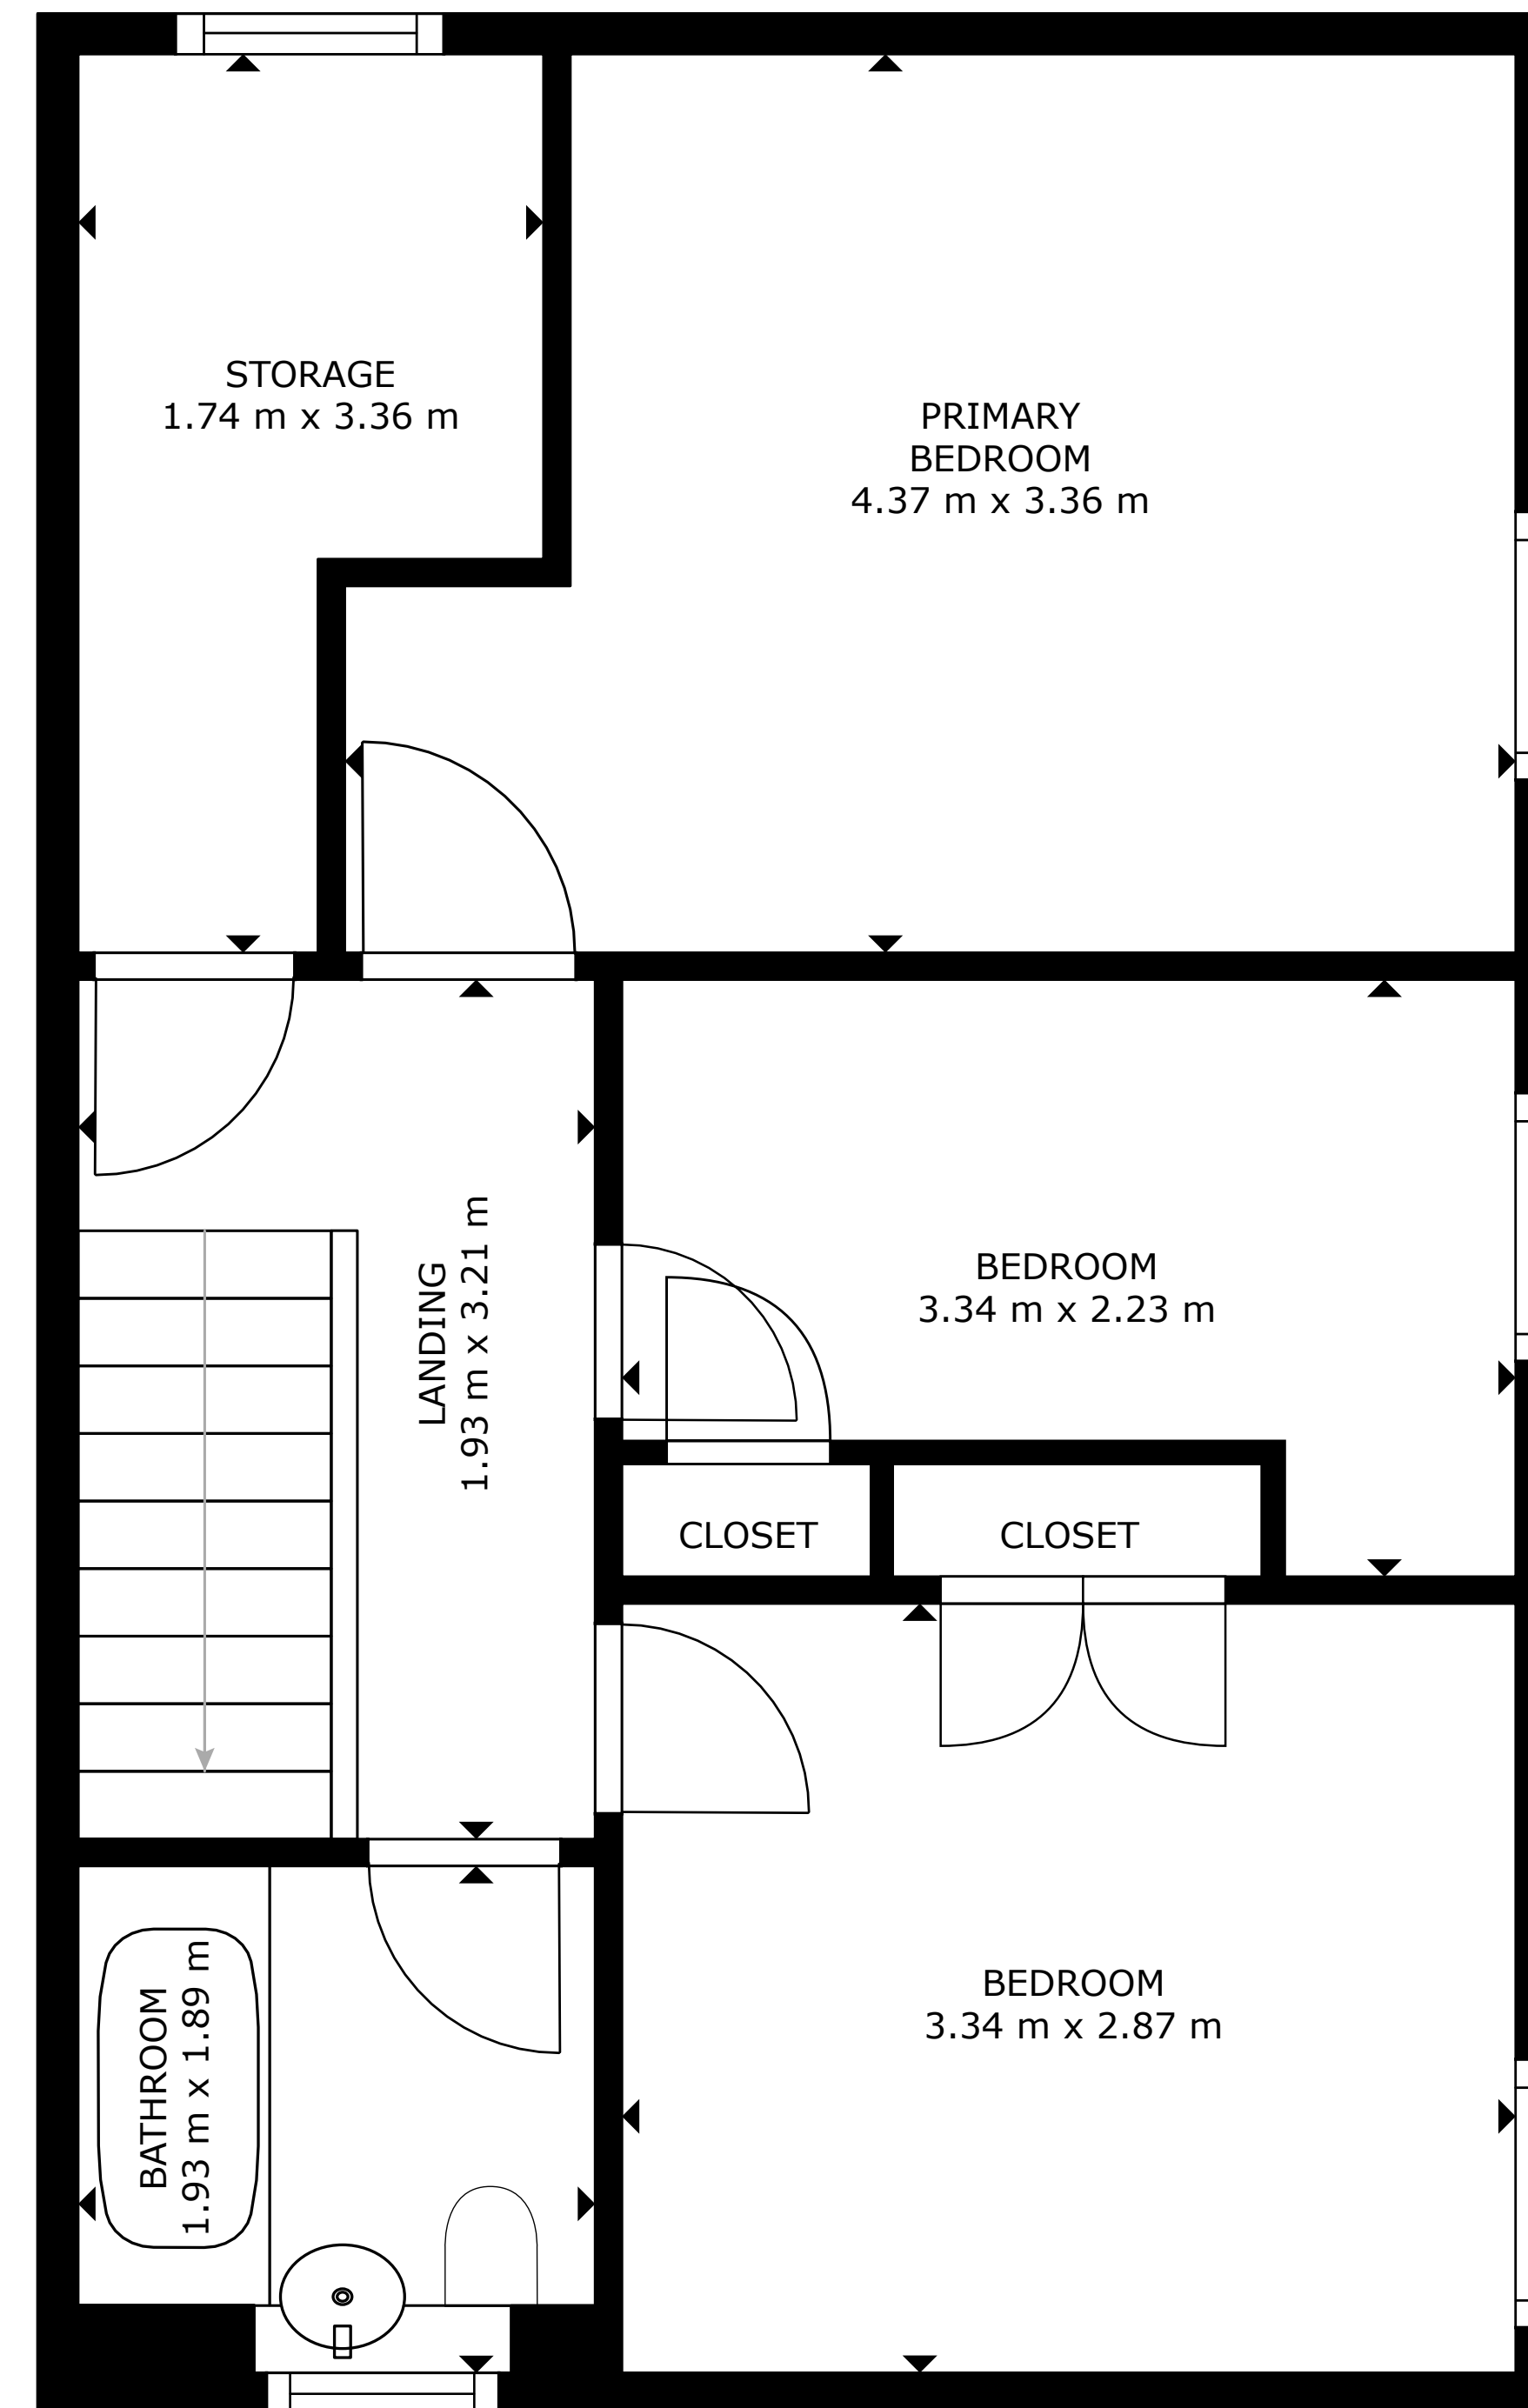 STORAGE
1.74 m x 3.36 m
PRIMARY
BEDROOM
4.37 m x 3.36 m
LANDING
1.93 m x 3.21 m
BEDROOM
3.34 m x 2.23 m
CLOSET
CLOSET
BEDROOM
3.34 m x 2.87 m
BATHROOM
1.93 m x 1.89 m